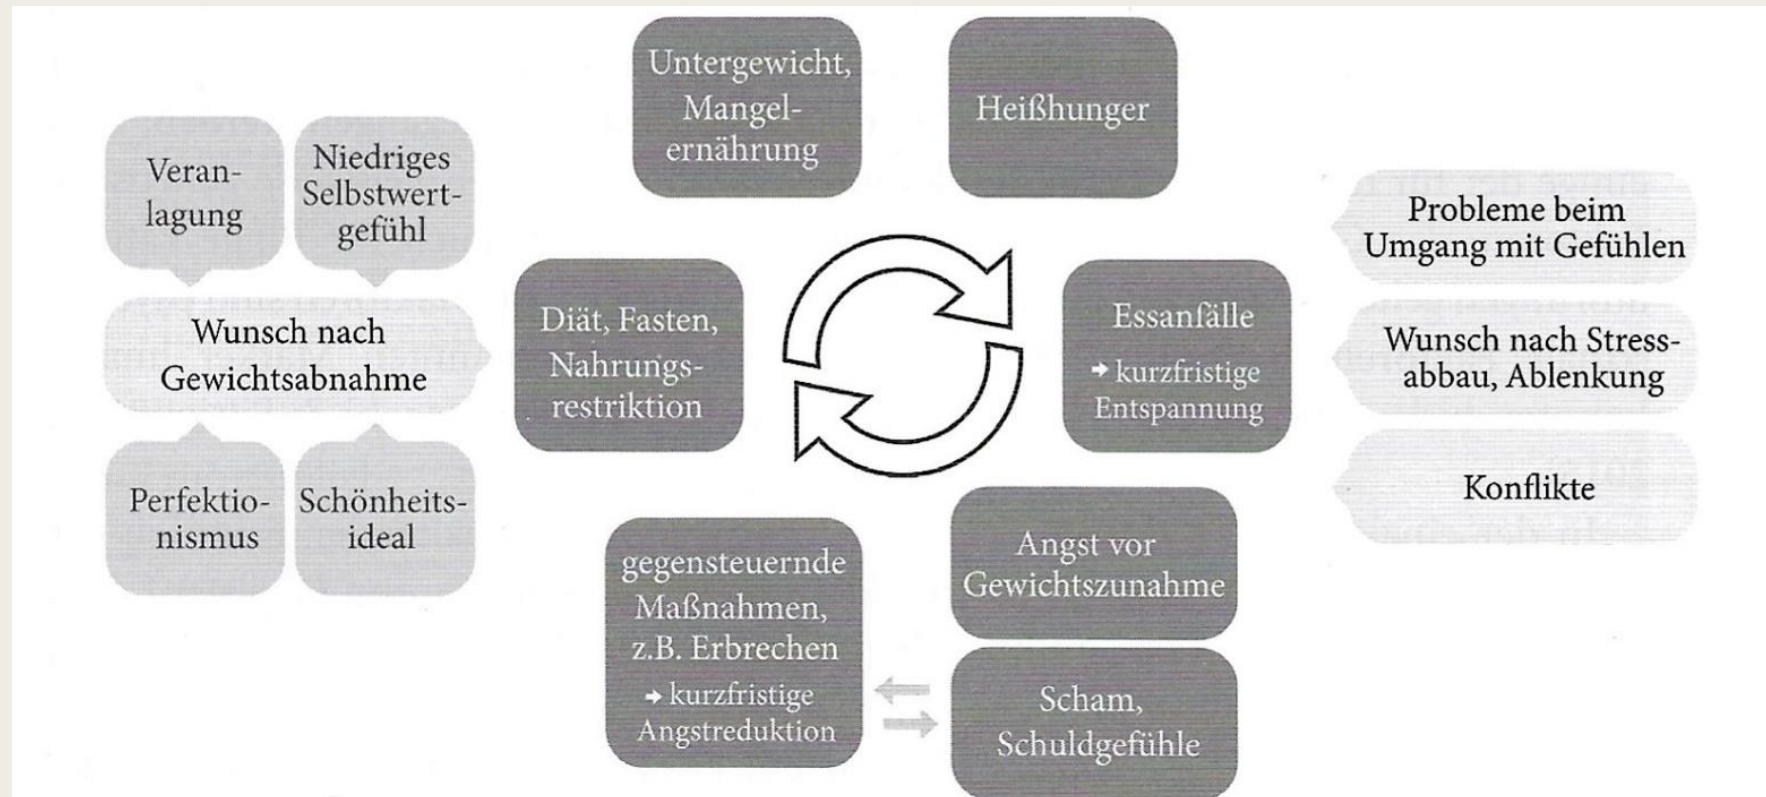 Untergewicht,
Mangel-
ernährung
Heißhunger
Veran-
lagung
Niedriges
Selbstwert-
gefühl
Wunsch nach
Gewichtsabnahme
Perfektio-
nismus
Schönheits-
ideal
Diät, Fasten,
Nahrungs-
restriktion
Essanfälle
➔ kurzfristige
Entspannung
Probleme beim
Umgang mit Gefühlen
Wunsch nach Stress-
abbau, Ablenkung
Konflikte
gegensteuernde
Maßnahmen,
z.B. Erbrechen
➔ kurzfristige
Angstreduktion
Angst vor
Gewichtszunahme
Scham,
Schuldgefühle